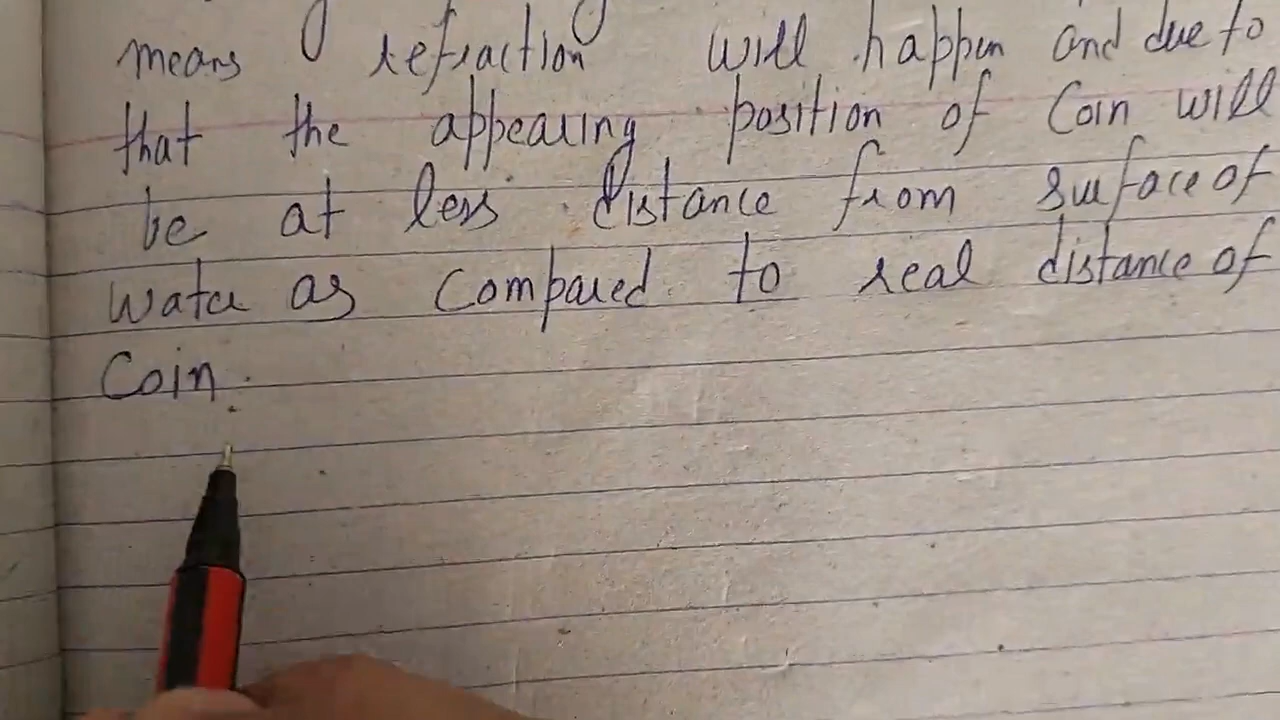 means refraction will happen and due to
that the appearing position of Coin will
be at less distance from surface of
Water as Compared to real distance of
Coin.